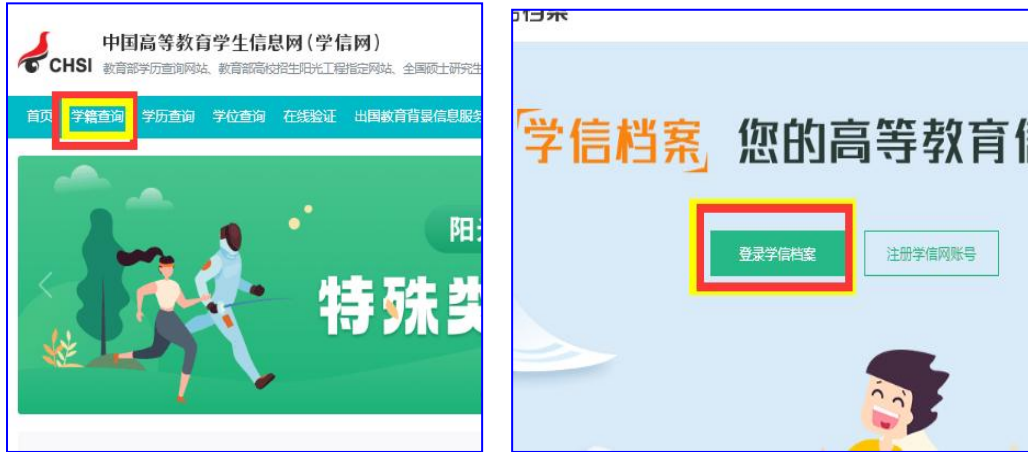 中国高等教育学生信息网(学信网)
CHSI 教育部学历查询网站、教育部高校招生阳光工程指定网站、全国硕士研究生
首页 学籍查询 学历查询 学位查询 在线验证 出国教育背景信息服务
阳
特殊类
档案
学信档案 您的高等教育信
登录学信档案 注册学信网账号